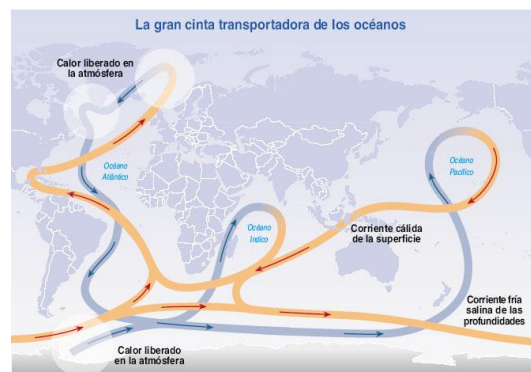 La gran cinta transportadora de los océanos
Calor liberado en
la atmósfera
Océano
Atlántico
Océano
Pacífico
Océano
Indico
Corriente cálida
de la superficie
Corriente fría
salina de las
profundidades
Calor liberado
en la atmósfera